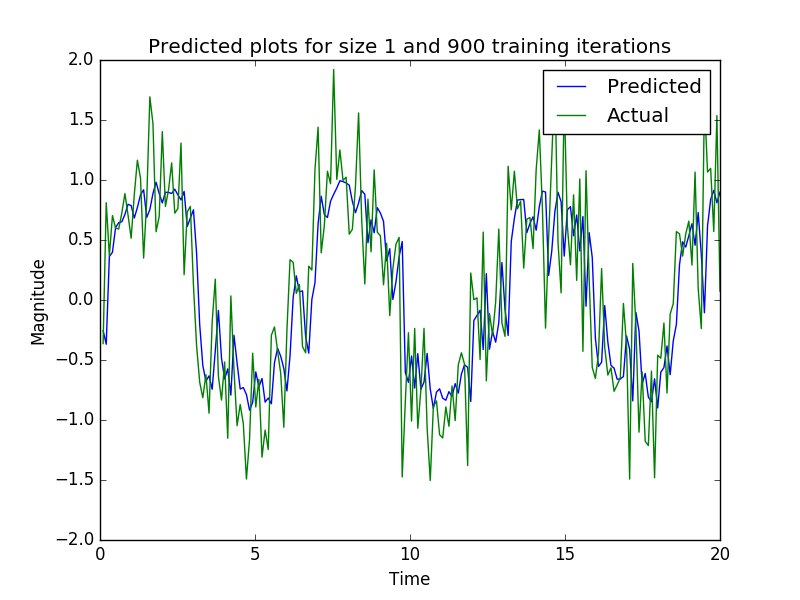 Predicted plots for size 1 and 900 training iterations
Predicted
Actual
2.0
1.5
1.0
0.5
0.0
−0.5
−1.0
−1.5
−2.0
Magnitude
0
5
10
15
20
Time